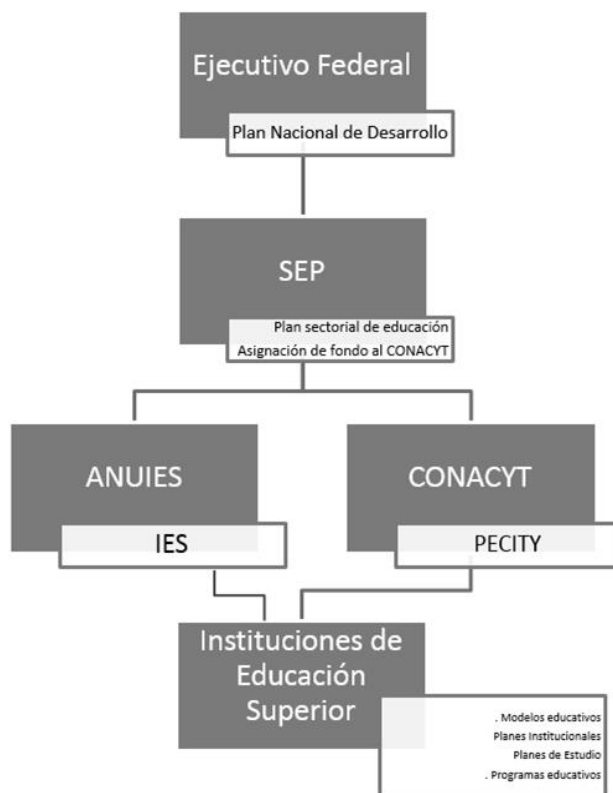 Ejecutivo Federal
Plan Nacional de Desarrollo
SEP
Plan sectorial de educación
Asignación de fondo al CONACYT
ANUIES
IES
CONACYT
PECITY
Instituciones de
Educación
Superior
. Modelos educativos
Planes Institucionales
Planes de Estudio
. Programas educativos